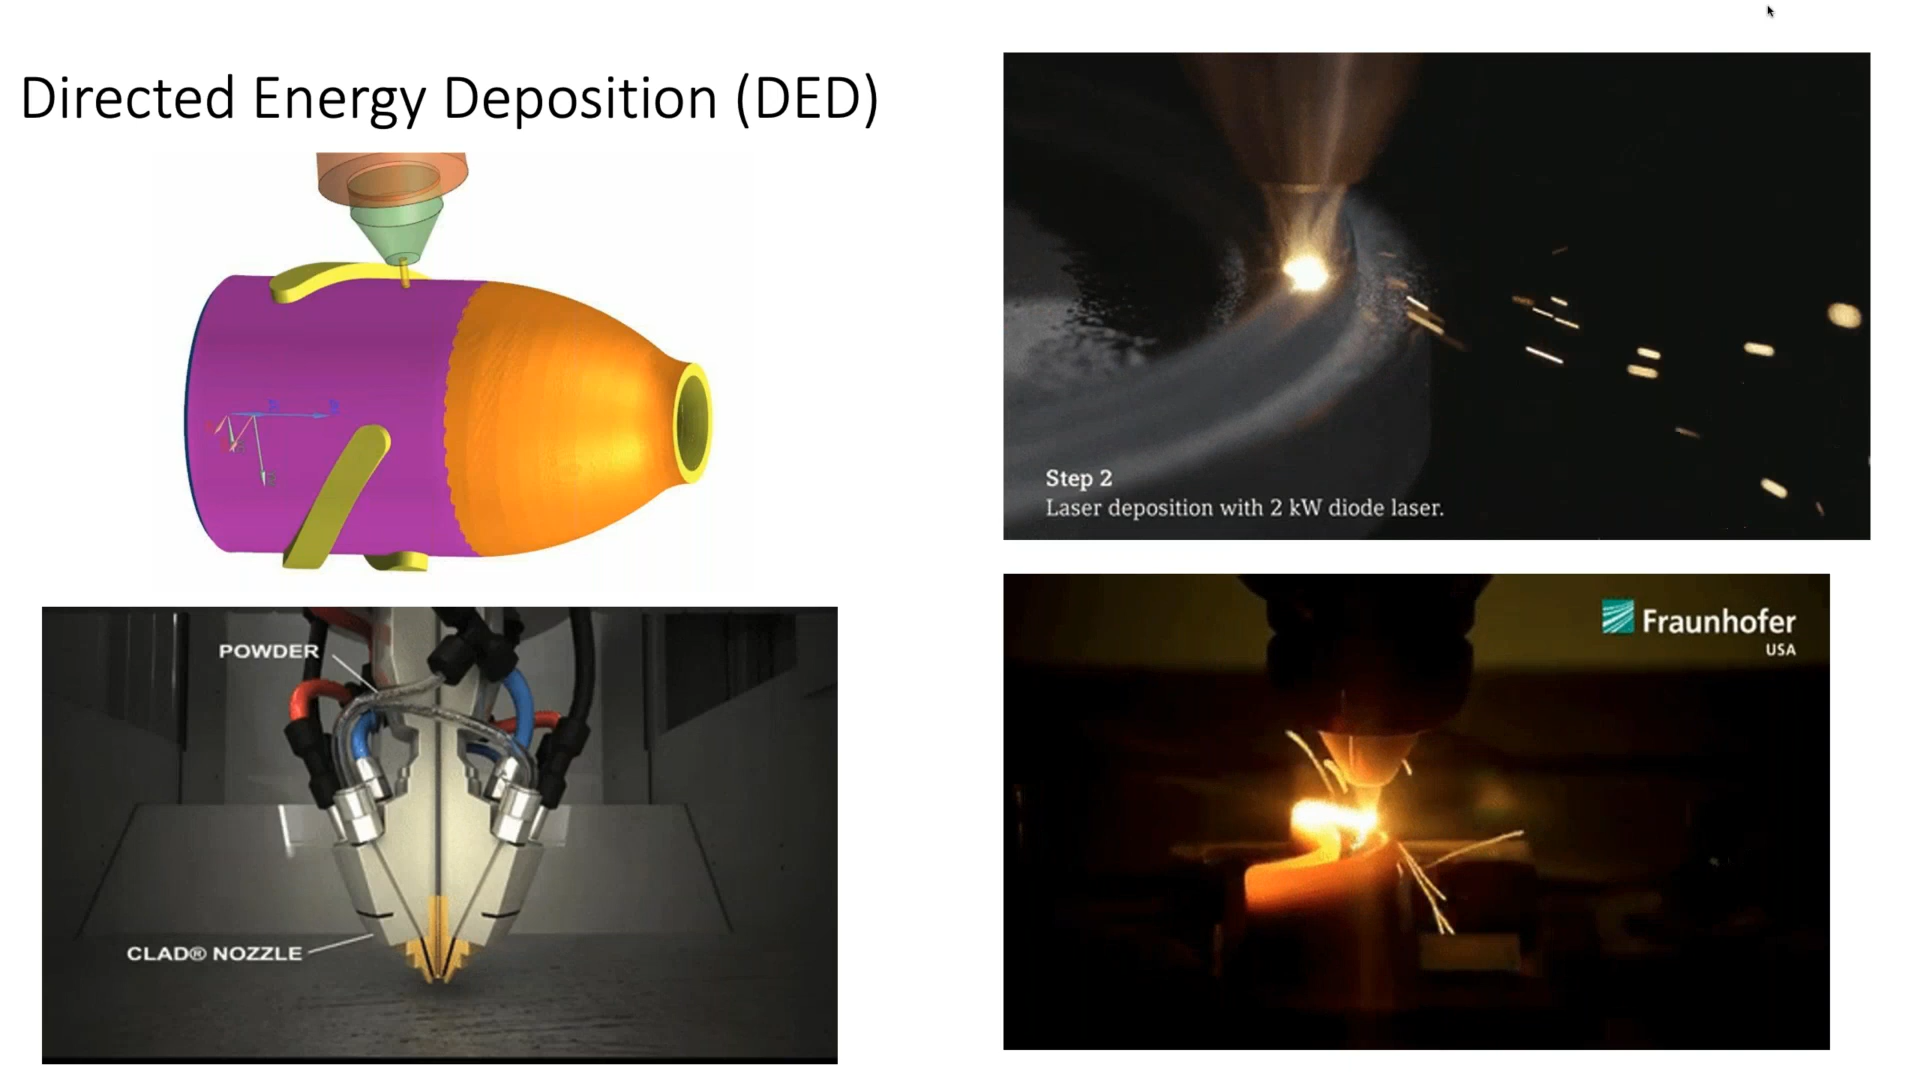 Directed Energy Deposition (DED)
Step 2
Laser deposition with 2 kW diode laser.
POWDER
CLAD® NOZZLE
Fraunhofer
USA